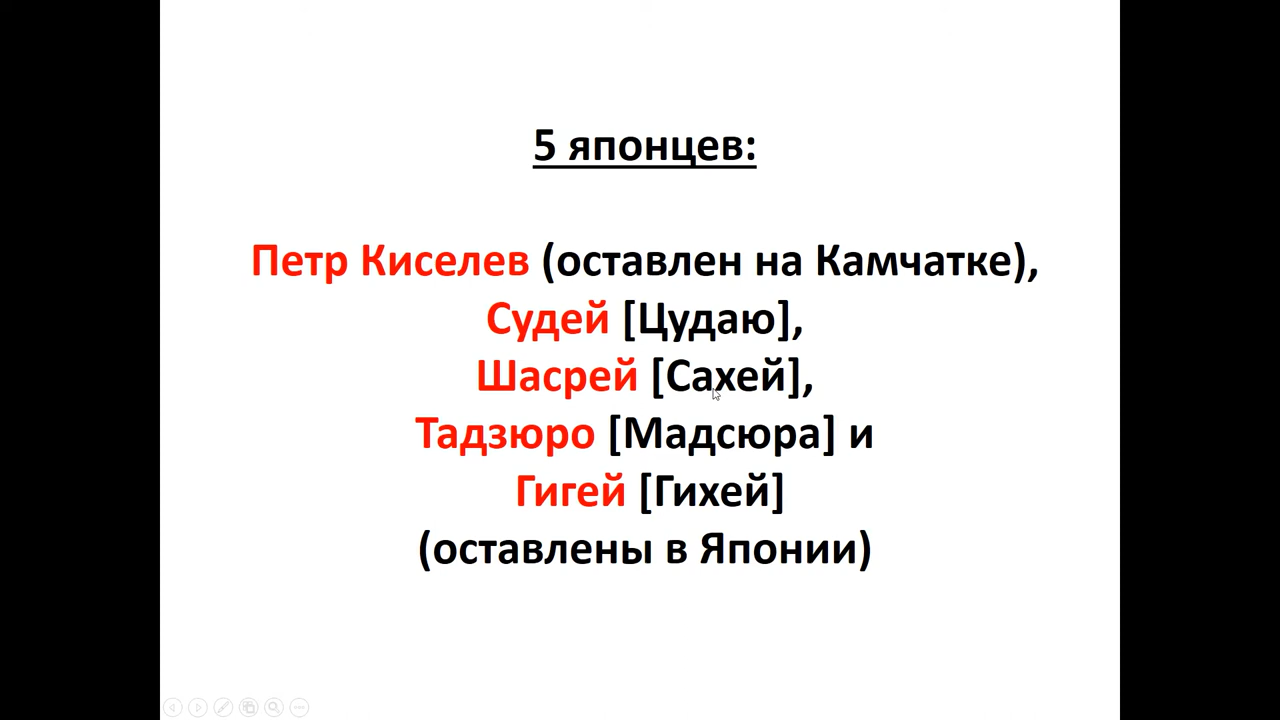 5 японцев:
Петр Киселев (оставлен на Камчатке),
Судей [Цудаю],
Шасрей [Сахей],
Тадзюро [Мадсюра] и
Гигей [Гихей]
(оставлены в Японии)